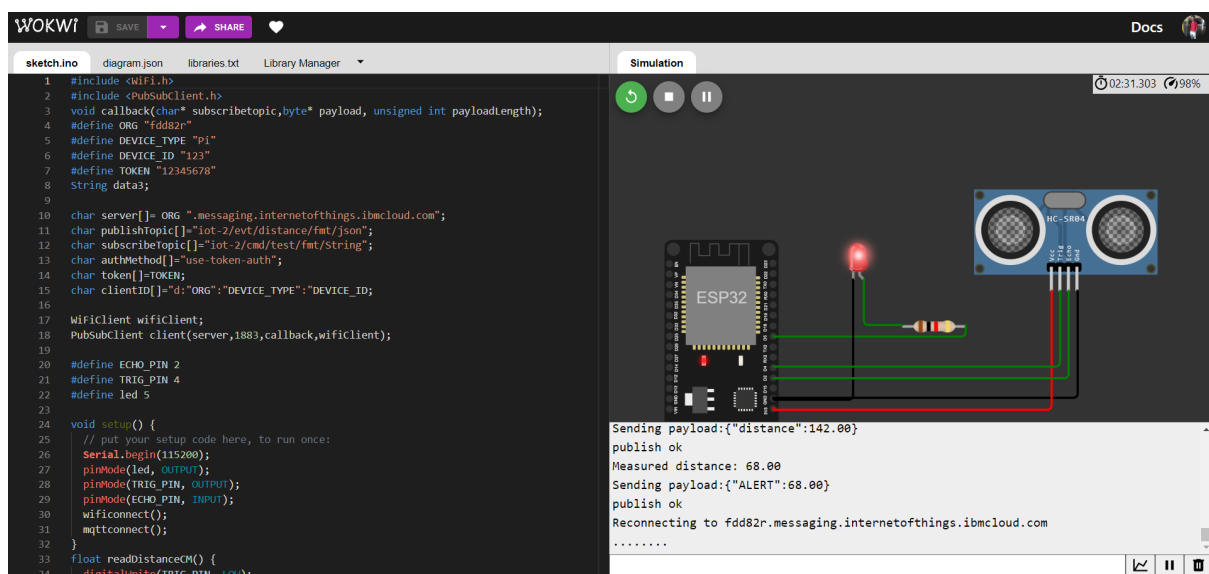 WOKWI SAVE SHARE Docs
sketch.ino diagram.json libraries.txt Library Manager
Simulation
02:31.303 98%
1 #include <WiFi.h>
2 #include <PubSubClient.h>
3 void callback(char* subscribetopic,byte* payload, unsigned int payloadLength);
4 #define ORG "fdd82r"
5 #define DEVICE_TYPE "Pi"
6 #define DEVICE_ID "123"
7 #define TOKEN "12345678"
8 String data3;
9
10 char server[]= ORG ".messaging.internetofthings.ibmcloud.com";
11 char publishTopic[]="iot-2/evt/distance/fmt/json";
12 char subscribeTopic[]="iot-2/cmd/test/fmt/String";
13 char authMethod[]="use-token-auth";
14 char token[]=TOKEN;
15 char clientID[]="d:"ORG":"DEVICE_TYPE":"DEVICE_ID;
16
17 WiFiClient wifiClient;
18 PubSubClient client(server,1883,callback,wifiClient);
19
20 #define ECHO_PIN 2
21 #define TRIG_PIN 4
22 #define led 5
23
24 void setup() {
25 // put your setup code here, to run once:
26 Serial.begin(115200);
27 pinMode(led, OUTPUT);
28 pinMode(TRIG_PIN, OUTPUT);
29 pinMode(ECHO_PIN, INPUT);
30 wificonnect();
31 mqttconnect();
32 }
33 float readDistanceCM() {
34 digitalWrite(TRIG_PIN, LOW);
HC-SR04
Vcc
Trig
Echo
Gnd
ESP32
Sending payload:{"distance":142.00}
publish ok
Measured distance: 68.00
Sending payload:{"ALERT":68.00}
publish ok
Reconnecting to fdd82r.messaging.internetofthings.ibmcloud.com
........